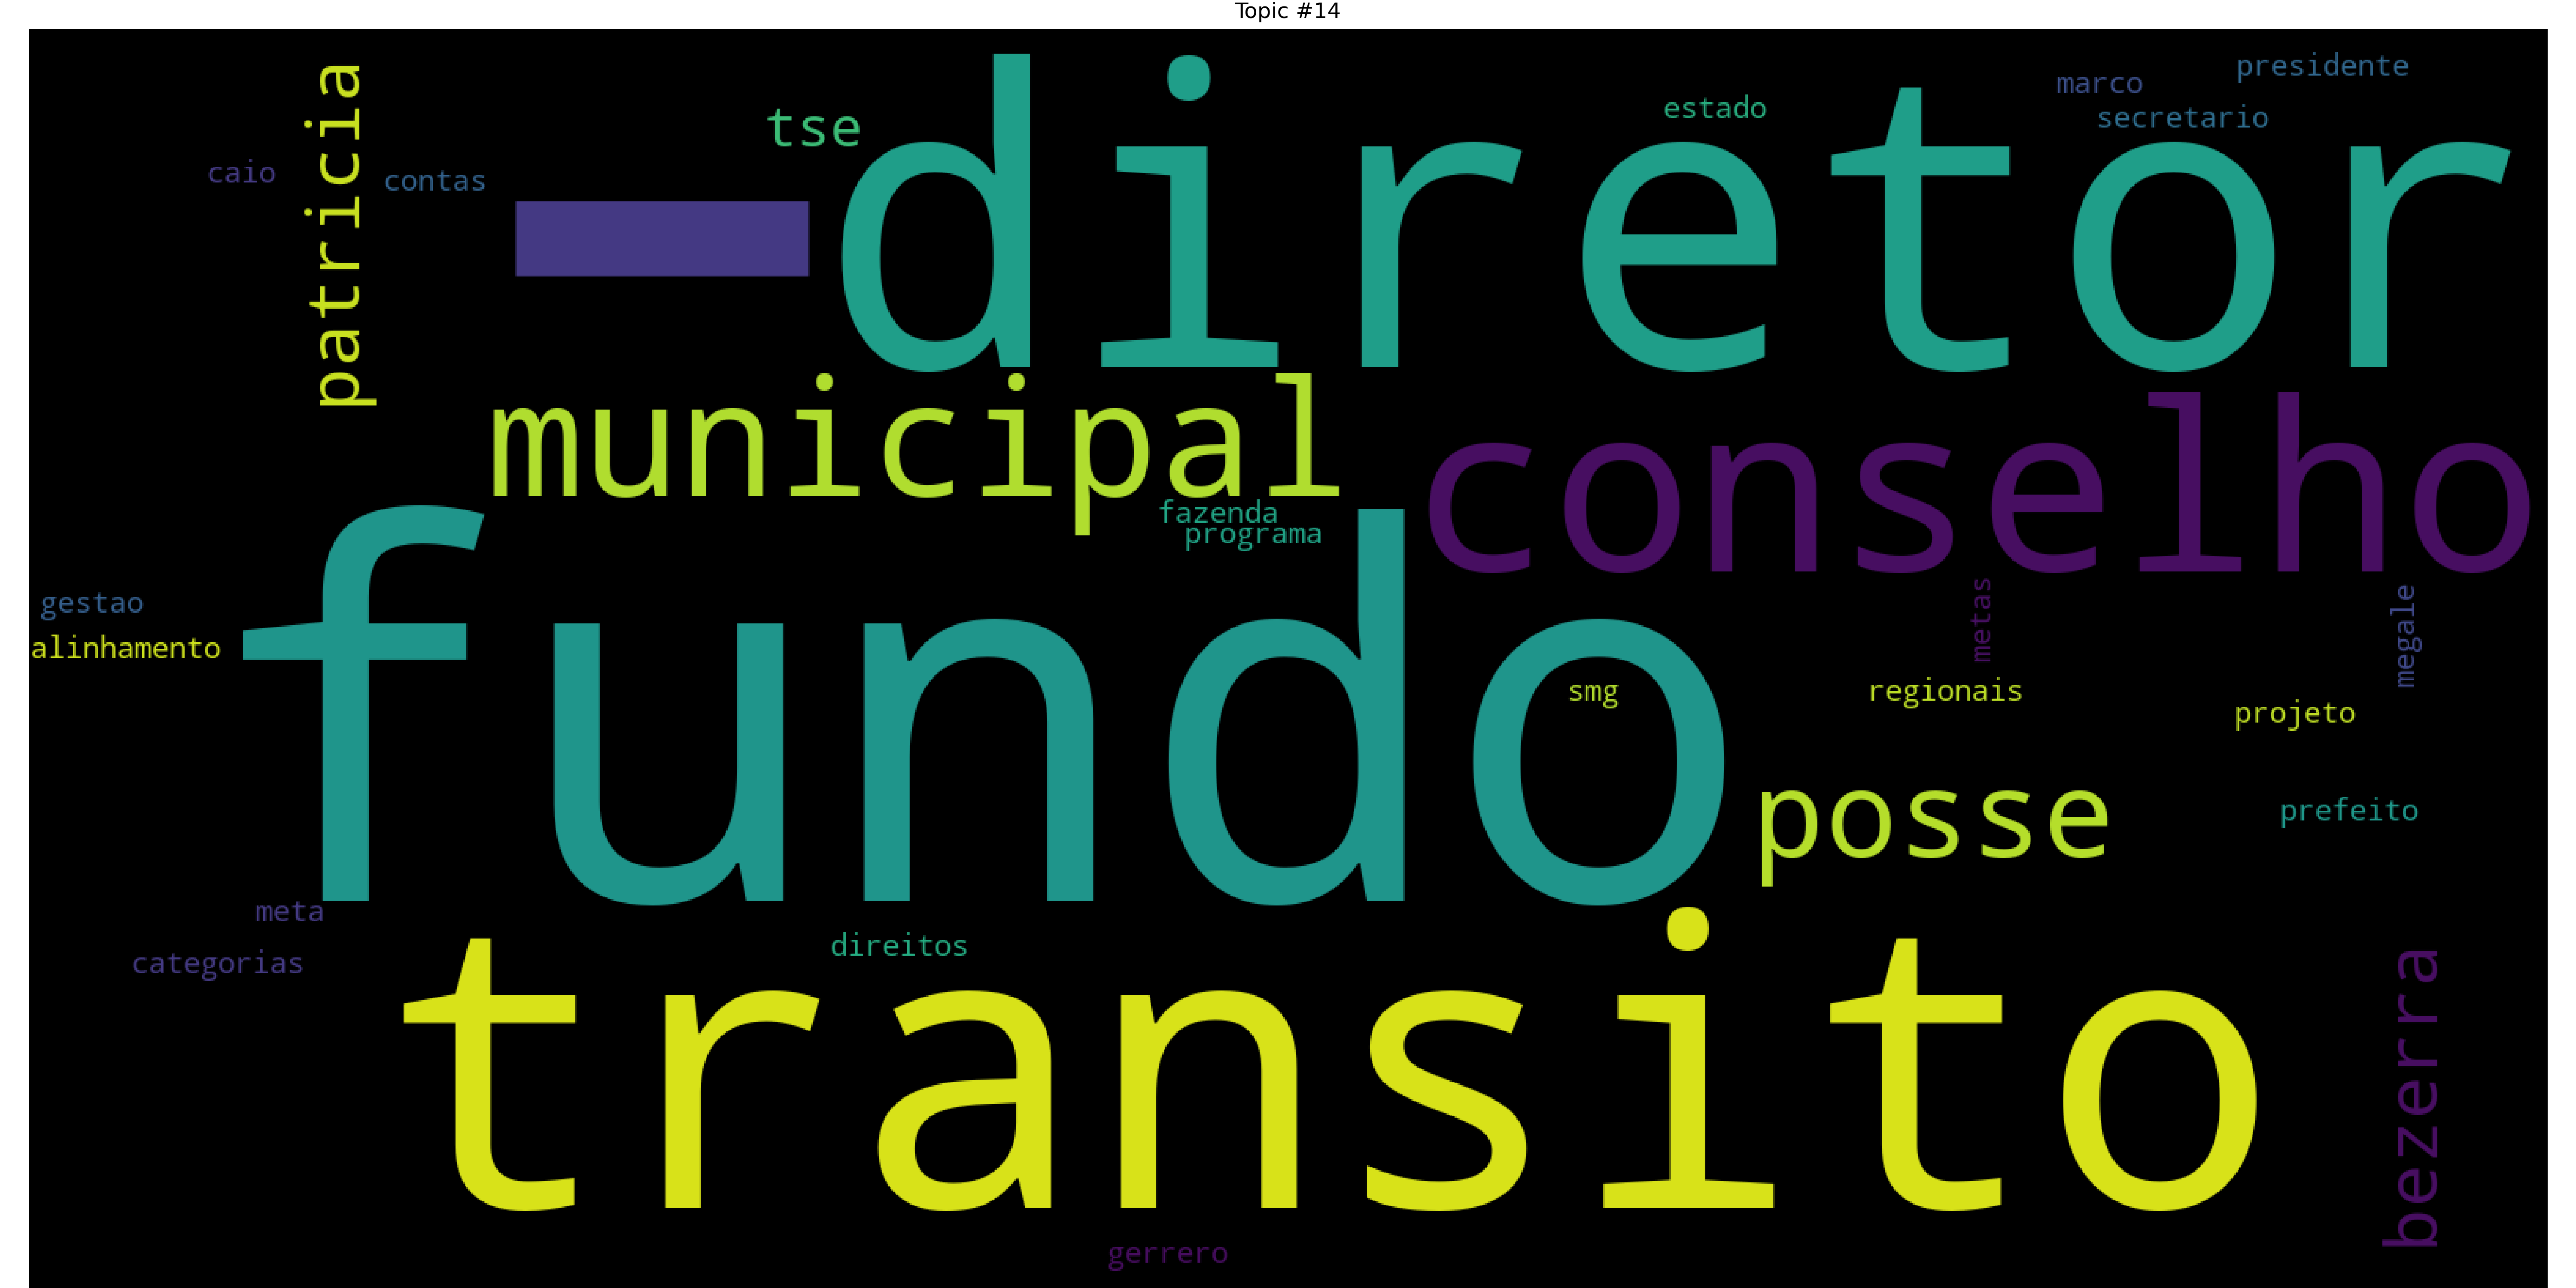 Topic #14
presidente
marco
estado
secretario
tse
diretor
patricia
caio
contas
–
municipal
conselho
fazenda
programa
fundo
gestao
alinhamento
metas
megale
smg
regionais
projeto
posse
prefeito
meta
direitos
categorias
transito
bezerra
gerrero